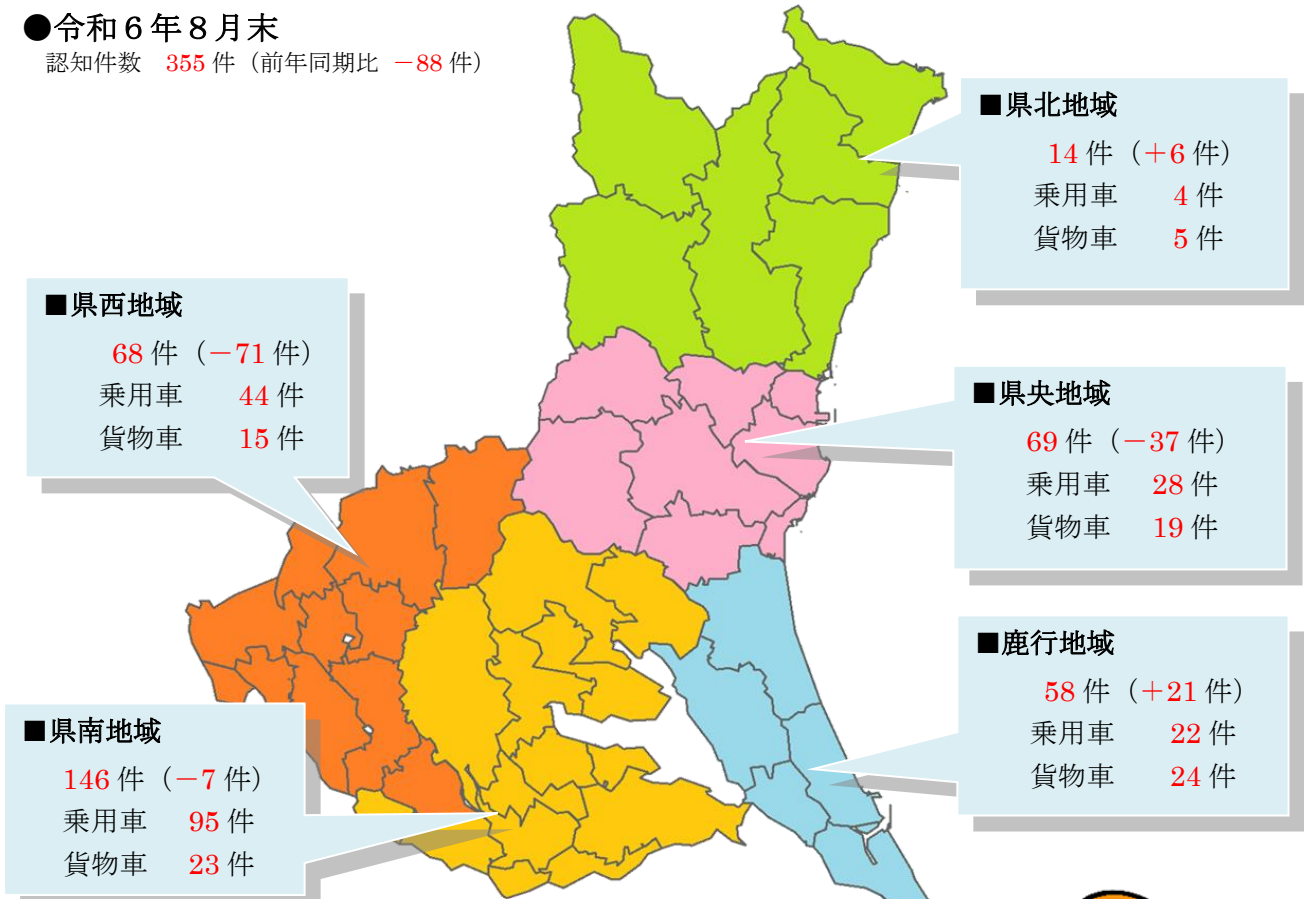 ●令和６年８月末
認知件数 355件（前年同期比 －88件）
■県北地域
14件（＋6件）
乗用車 4件
貨物車 5件
■県西地域
68件（－71件）
乗用車 44件
貨物車 15件
■県央地域
69件（－37件）
乗用車 28件
貨物車 19件
■鹿行地域
58件（＋21件）
乗用車 22件
貨物車 24件
■県南地域
146件（－7件）
乗用車 95件
貨物車 23件